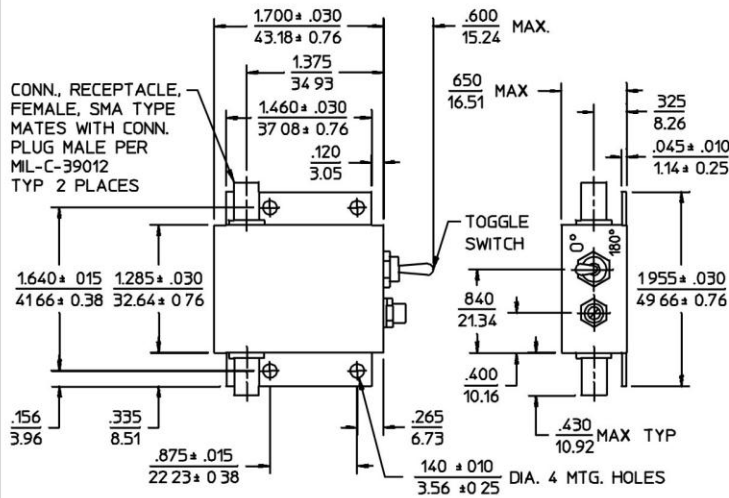 1.700± .030
43.18± 0.76
.600
15.24
MAX.
1.375
34 93
650
16.51
MAX
CONN., RECEPTACLE,
FEMALE, SMA TYPE
MATES WITH CONN.
PLUG MALE PER
MIL-C-39012
TYP 2 PLACES
1.460± .030
37 08± 0.76
325
8.26
.045± .010
1.14± 0.25
.120
3.05
TOGGLE
SWITCH
0°
180°
1.640± 015
41 66± 0.38
1.285± .030
32.64± 0.76
840
21.34
1 955± .030
49 66± 0.76
.400
10.16
.156
3.96
.335
8.51
.265
6.73
.430
10.92
MAX TYP
.875± .015
22 23± 0 38
140 ±010
3.56 ±0 25
DIA. 4 MTG. HOLES